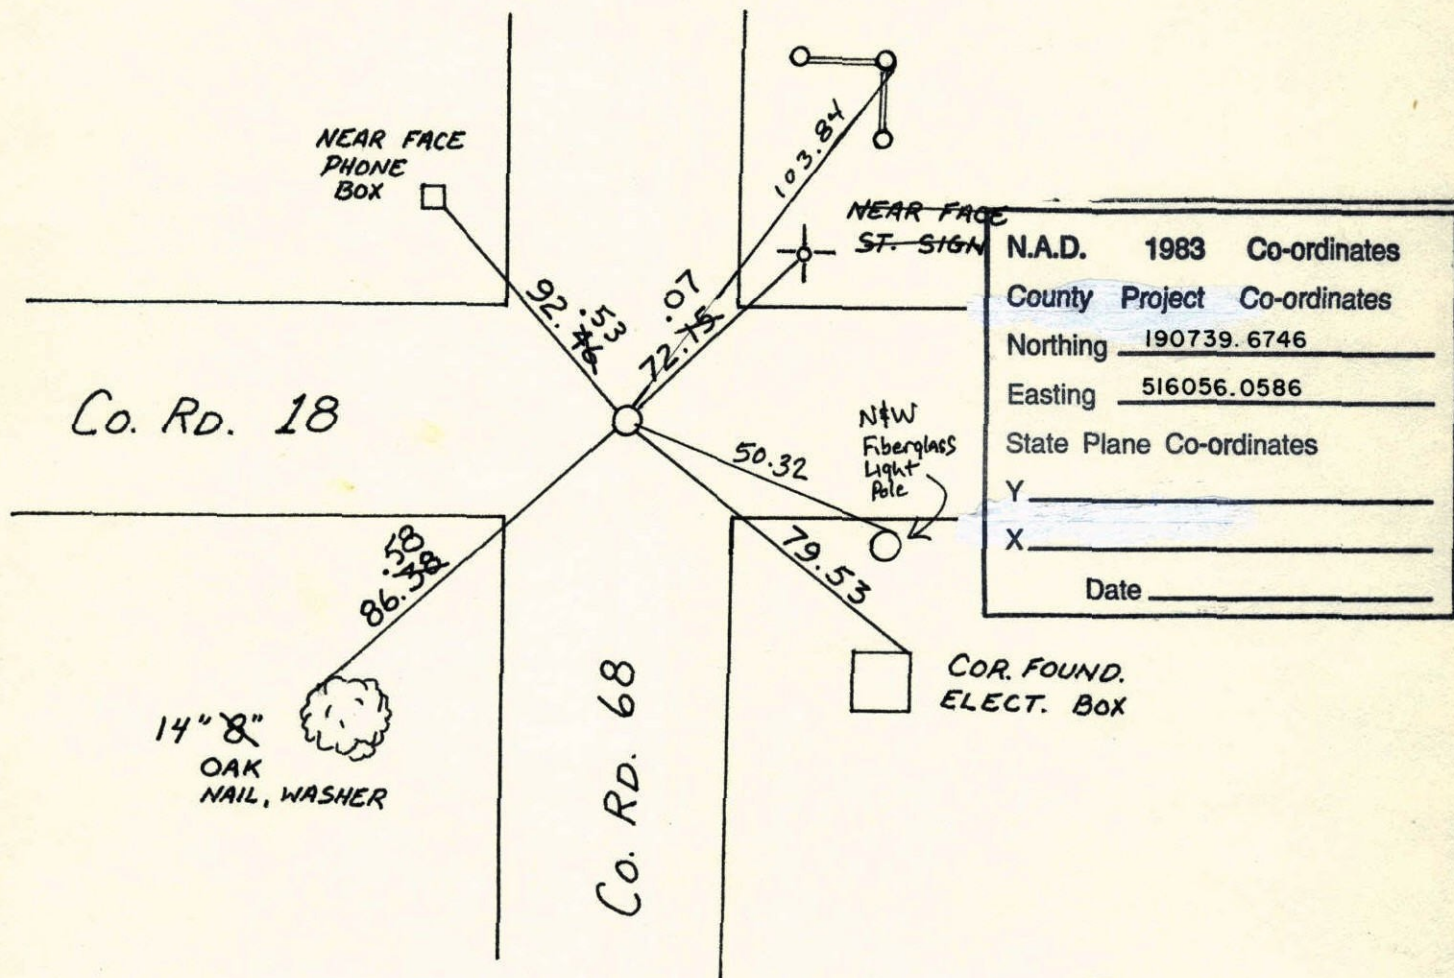 NEAR FACE
PHONE
BOX
92.46
.53
103.84
NEAR FACE
ST. SIGN
72.15
.07
N.A.D. 1983 Co-ordinates
County Project Co-ordinates
Northing 190739.6746
Easting 516056.0586
State Plane Co-ordinates
Y
X
Date
Co. RD. 18
N&W
Fiberglass
Light
Pole
50.32
79.53
.58
86.38
14" 8"
OAK
NAIL, WASHER
Co. RD. 68
COR. FOUND.
ELECT. BOX